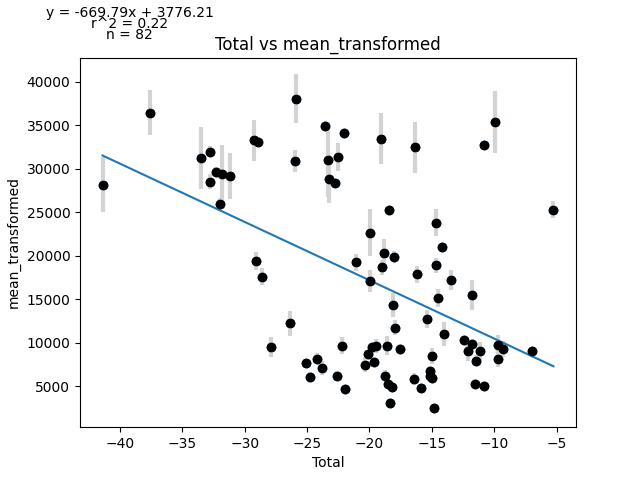 y = -669.79x + 3776.21
r^2 = 0.22
n = 82
Total vs mean_transformed
40000
35000
30000
25000
20000
15000
10000
5000
mean_transformed
−40
−35
−30
−25
−20
−15
−10
−5
Total